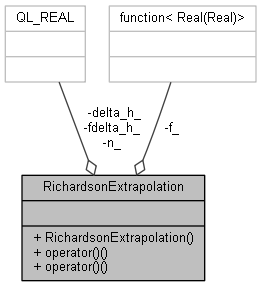 QL_REAL
function< Real(Real)>
-delta_h_
-fdelta_h_
-n_
-f_
RichardsonExtrapolation
+ RichardsonExtrapolation()
+ operator()()
+ operator()()